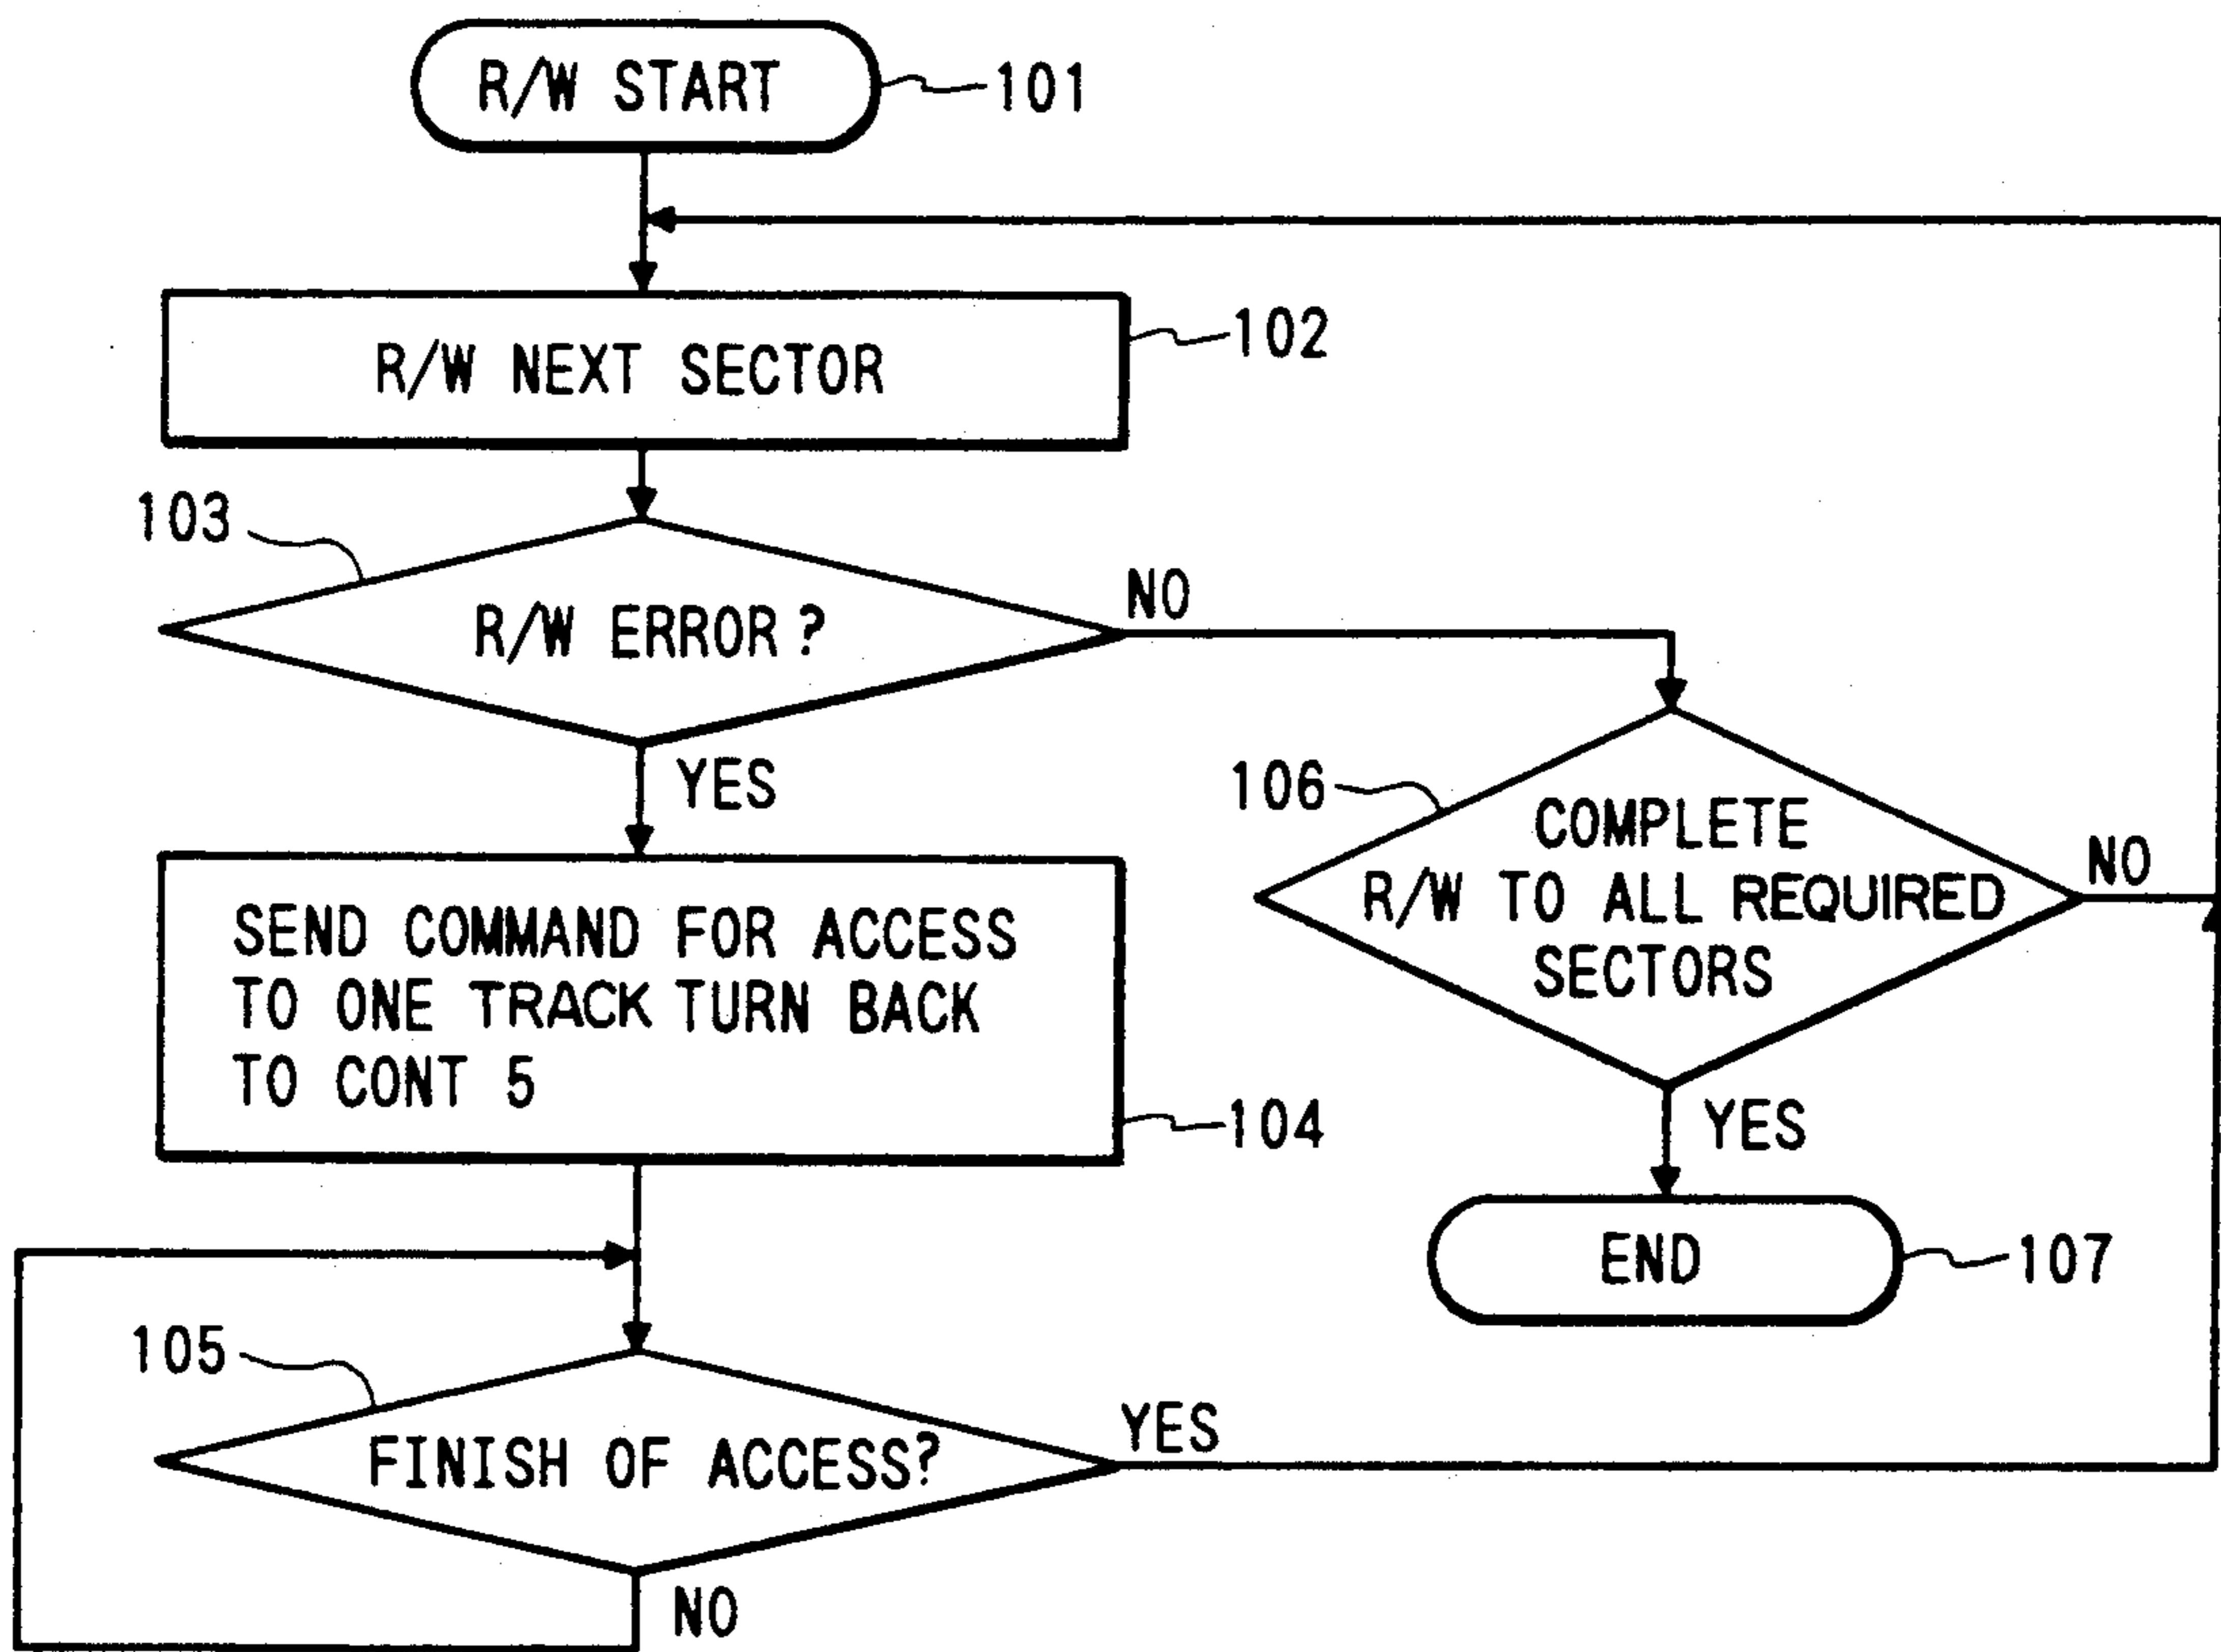 R/W START
101
R/W NEXT SECTOR
102
103
R/W ERROR?
NO
YES
SEND COMMAND FOR ACCESS
TO ONE TRACK TURN BACK
TO CONT 5
104
106
COMPLETE
R/W TO ALL REQUIRED
SECTORS
NO
YES
END
107
105
FINISH OF ACCESS?
YES
NO